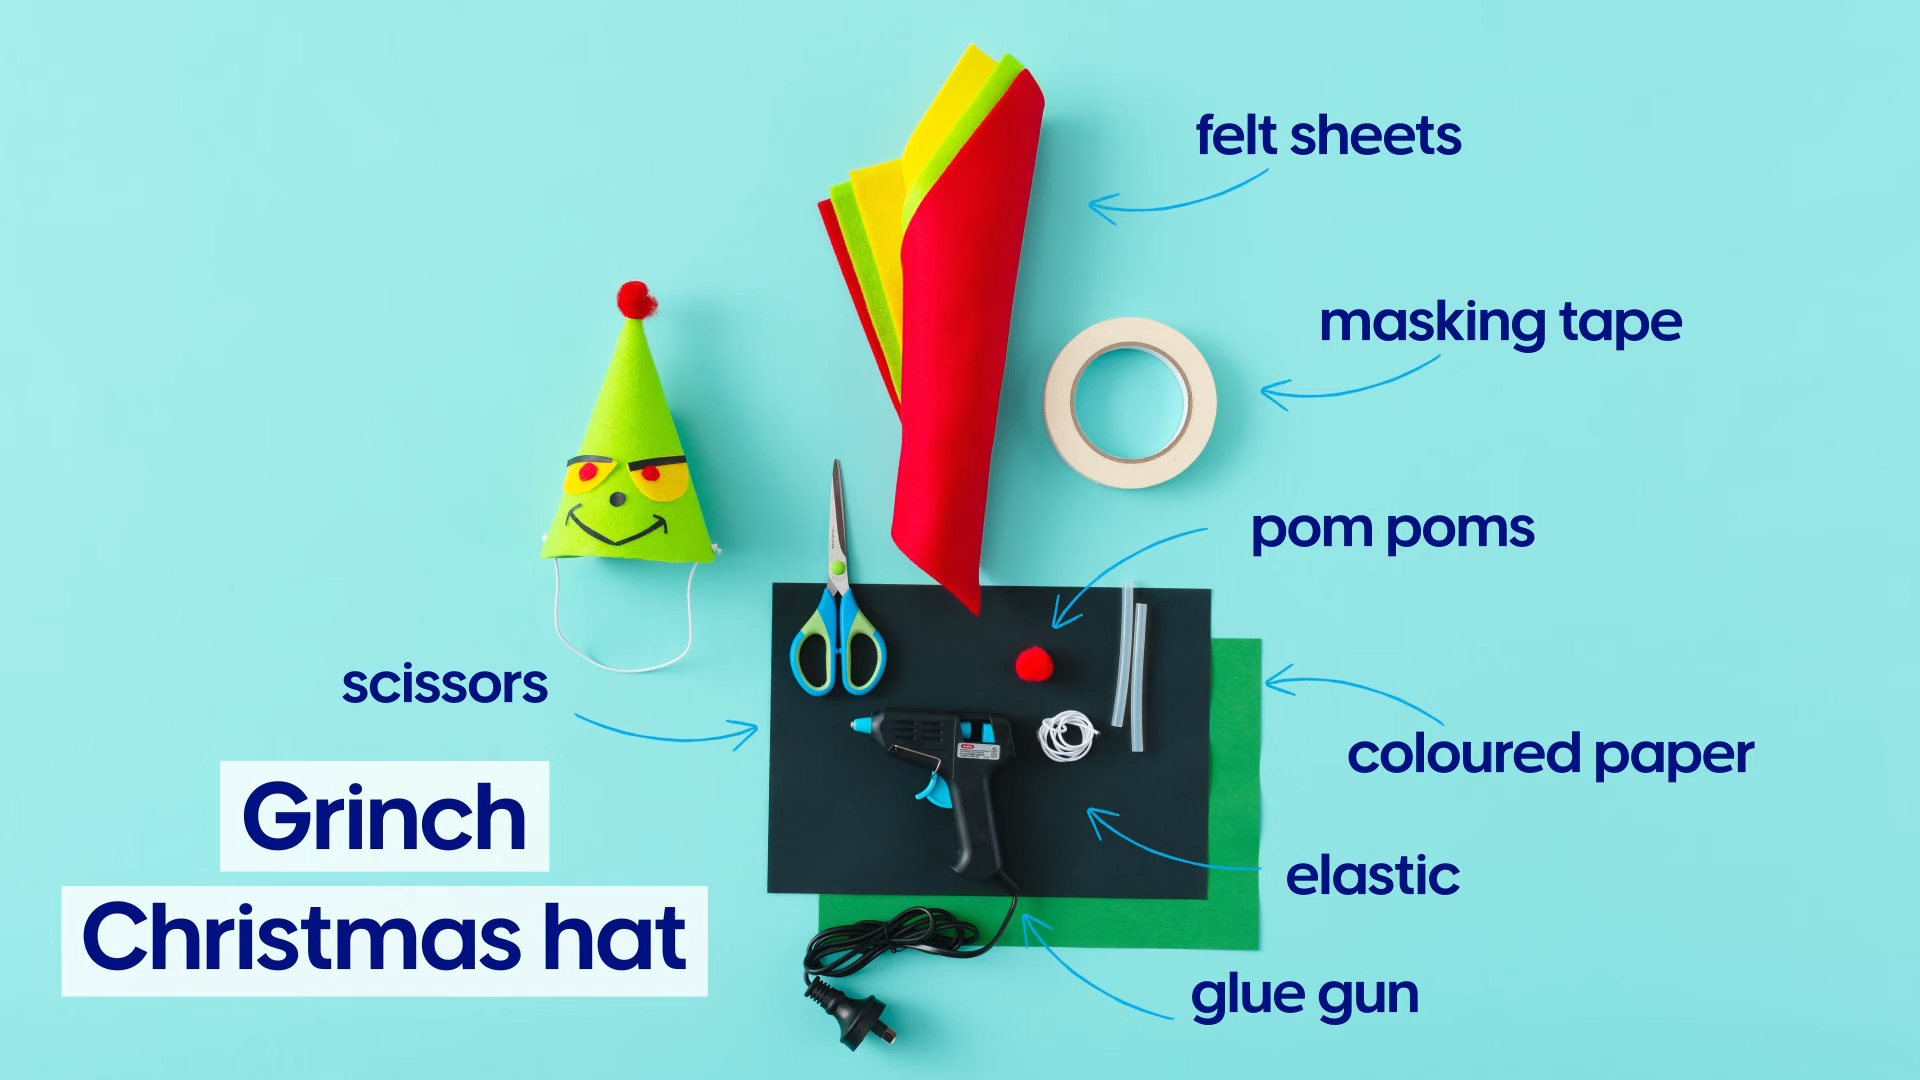 felt sheets
masking tape
pom poms
scissors
coloured paper
Grinch
Christmas hat
elastic
glue gun